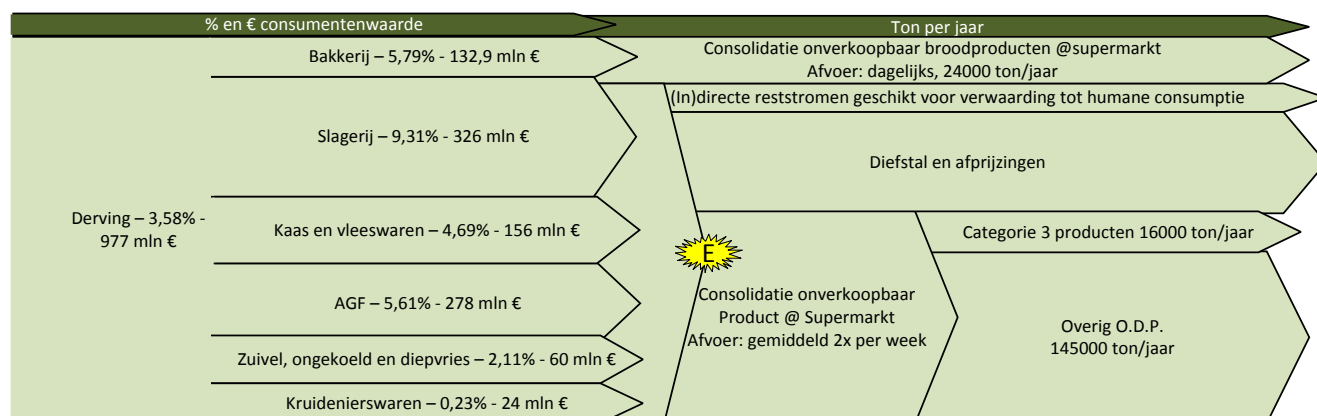 % en € consumentenwaarde
Ton per jaar
Derving – 3,58% -
977 mln €
Bakkerij – 5,79% - 132,9 mln €
Slagerij – 9,31% - 326 mln €
Kaas en vleeswaren – 4,69% - 156 mln €
AGF – 5,61% - 278 mln €
Zuivel, ongekoeld en diepvries – 2,11% - 60 mln €
Kruidenierswaren – 0,23% - 24 mln €
Consolidatie onverkoopbaar broodproducten @supermarkt
Afvoer: dagelijks, 24000 ton/jaar
(In)directe reststromen geschikt voor verwaarding tot humane consumptie
Diefstal en afprijzingen
E
Consolidatie onverkoopbaar
Product @ Supermarkt
Afvoer: gemiddeld 2x per week
Categorie 3 producten 16000 ton/jaar
Overig O.D.P.
145000 ton/jaar